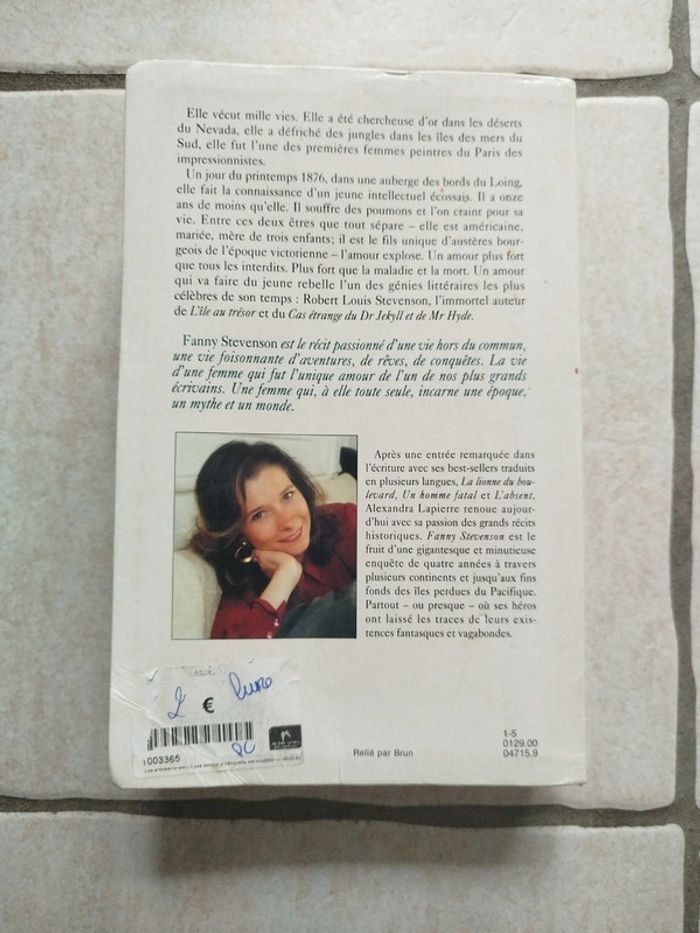 Elle vécut mille vies. Elle a été chercheuse d'or dans les déserts
du Nevada, elle a défriché des jungles dans les îles des mers du
Sud, elle fut l'une des premières femmes peintres du Paris des
impressionnistes.
Un jour du printemps 1876, dans une auberge des bords du Loing,
elle fait la connaissance d'un jeune intellectuel écossais. Il a onze
ans de moins qu'elle. Il souffre des poumons et l'on craint pour sa
vie. Entre ces deux êtres que tout sépare – elle est américaine,
mariée, mère de trois enfants; il est le fils unique d'austères bour-
geois de l'époque victorienne – l'amour explose. Un amour plus fort
que tous les interdits. Plus fort que la maladie et la mort. Un amour
qui va faire du jeune rebelle l'un des génies littéraires les plus
célèbres de son temps : Robert Louis Stevenson, l'immortel auteur
de L'île au trésor et du Cas étrange du Dr Jekyll et de Mr Hyde.
Fanny Stevenson est le récit passionné d'une vie hors du commun,
une vie foisonnante d'aventures, de rêves, de conquêtes. La vie
d'une femme qui fut l'unique amour de l'un de nos plus grands
écrivains. Une femme qui, à elle toute seule, incarne une époque,
un mythe et un monde.
Après une entrée remarquée dans
l'écriture avec ses best-sellers traduits
en plusieurs langues, La lionne du bou-
levard, Un homme fatal et L'absent,
Alexandra Lapierre renoue aujour-
d'hui avec sa passion des grands récits
historiques. Fanny Stevenson est le
fruit d'une gigantesque et minutieuse
enquête de quatre années à travers
plusieurs continents et jusqu'aux fins
fonds des îles perdues du Pacifique.
Partout – ou presque – où ses héros
ont laissé les traces de leurs exis-
tences fantasques et vagabondes.
2 € livre
1003365
Relié par Brun
1-5
0129.00
04715.9